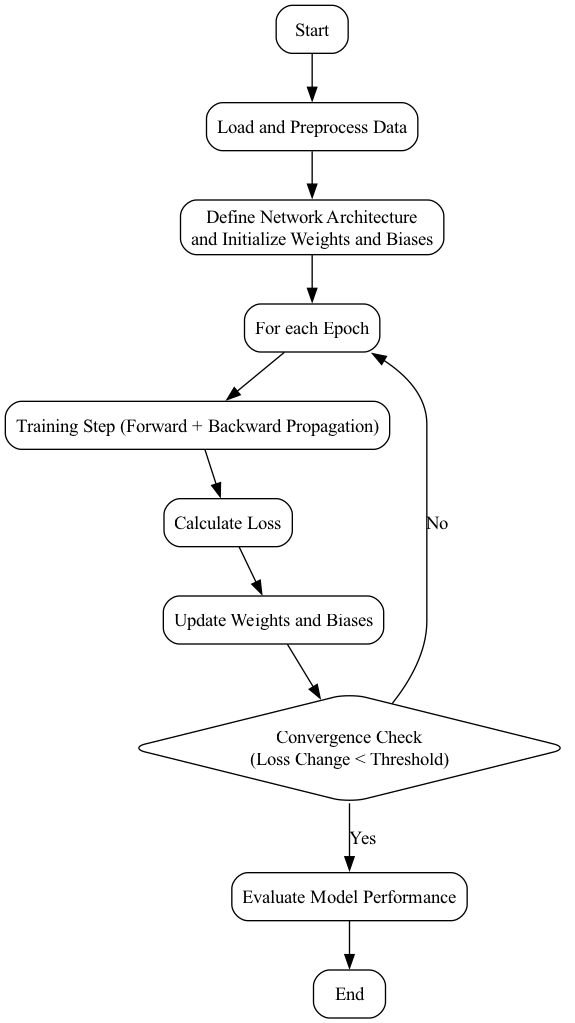 Start
Load and Preprocess Data
Define Network Architecture
and Initialize Weights and Biases
For each Epoch
Training Step (Forward + Backward Propagation)
Calculate Loss
No
Update Weights and Biases
Convergence Check
(Loss Change < Threshold)
Yes
Evaluate Model Performance
End